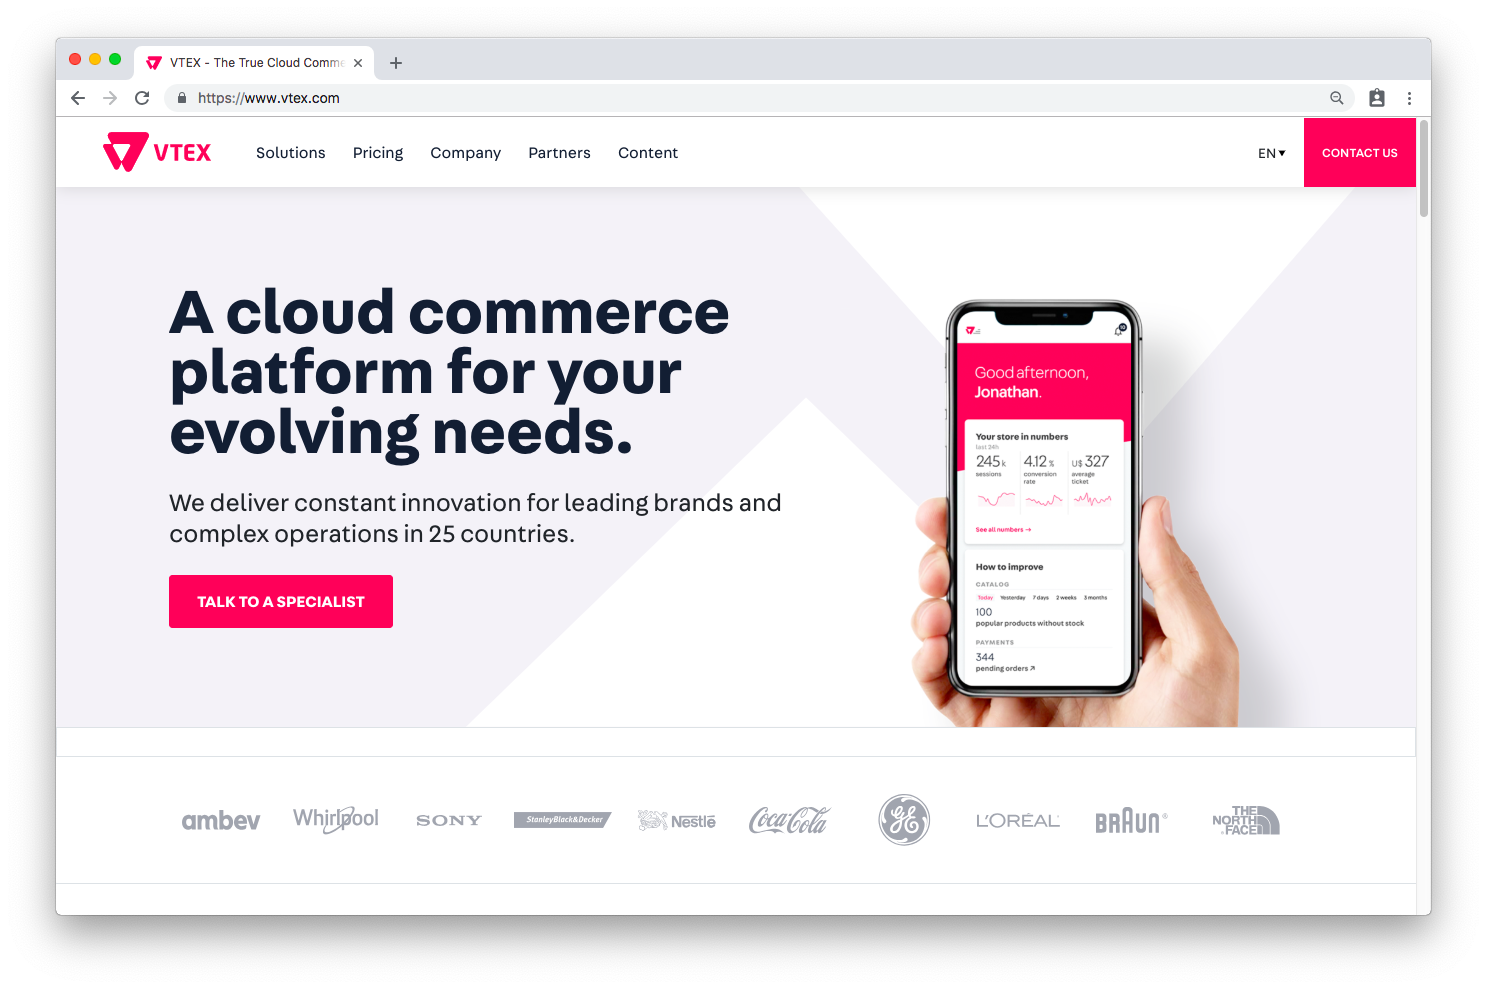 VTEX - The True Cloud Comme
https://www.vtex.com
VTEX
Solutions
Pricing
Company
Partners
Content
EN
CONTACT US
A cloud commerce
platform for your
evolving needs.
We deliver constant innovation for leading brands and
complex operations in 25 countries.
TALK TO A SPECIALIST
Good afternoon,
Jonathan.
Your store in numbers
last 24h
245 k
sessions
4.12 %
conversion
rate
U$ 327
average
ticket
See all numbers →
How to improve
CATALOG
Today Yesterday 7 days 2 weeks 3 months
100
popular products without stock
PAYMENTS
344
pending orders ↗
ambev
Whirlpool
SONY
StanleyBlack&Decker
Nestlé
Coca-Cola
GE
L'ORÉAL
BRAUN®
THE
NORTH
FACE